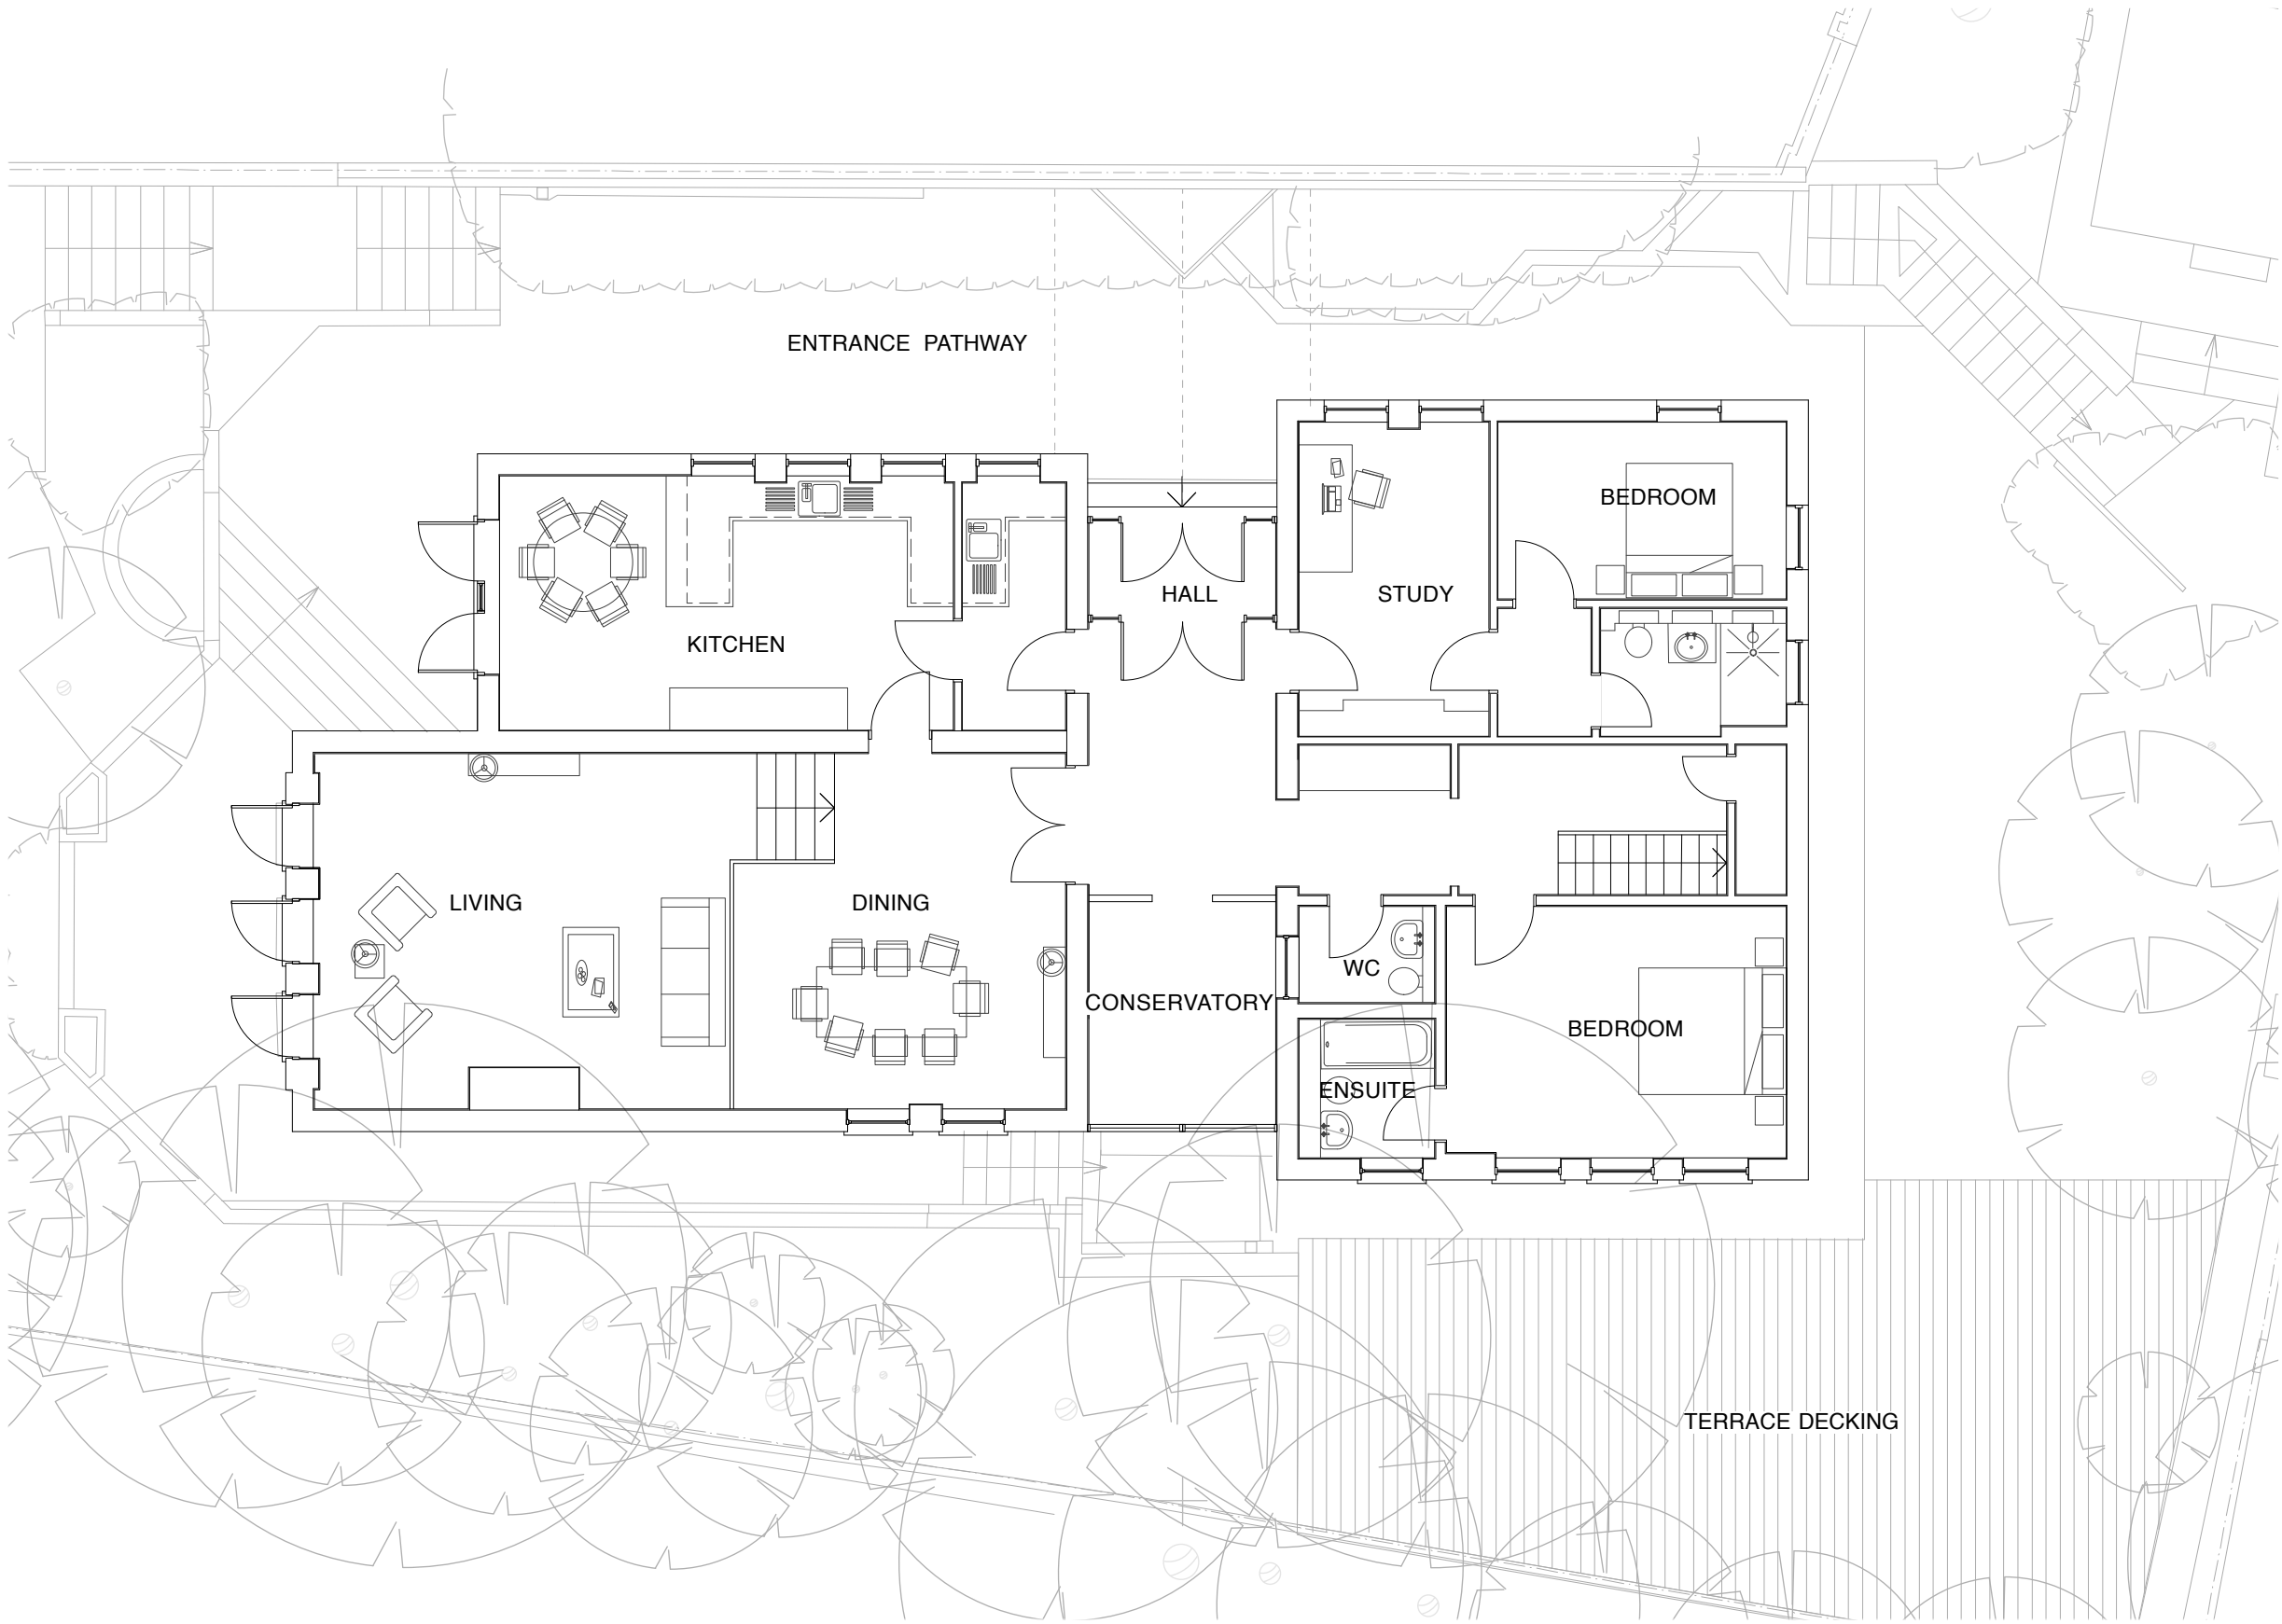 ENTRANCE PATHWAY
BEDROOM
HALL
STUDY
KITCHEN
LIVING
DINING
WC
CONSERVATORY
BEDROOM
ENSUITE
TERRACE DECKING